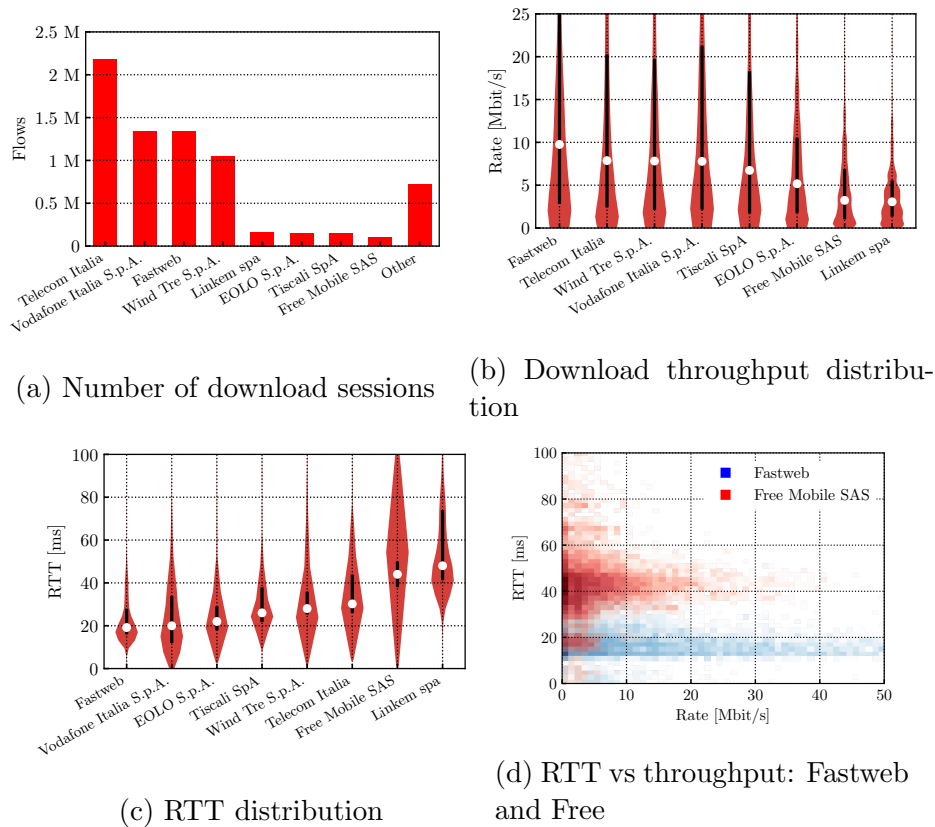 2.5 M
2 M
1.5 M
1 M
0.5 M
0
Flows
Telecom Italia
Vodafone Italia S.p.A.
Fastweb
Wind Tre S.p.A.
Linkem spa
EOLO S.p.A.
Tiscali SpA
Free Mobile SAS
Other
(a) Number of download sessions
25
20
15
10
5
0
Rate [Mbit/s]
Fastweb
Telecom Italia
Wind Tre S.p.A.
Vodafone Italia S.p.A.
Tiscali SpA
EOLO S.p.A.
Free Mobile SAS
Linkem spa
(b) Download throughput distribu-
tion
100
80
60
40
20
0
RTT [ms]
Fastweb
Vodafone Italia S.p.A.
EOLO S.p.A.
Tiscali SpA
Wind Tre S.p.A.
Telecom Italia
Free Mobile SAS
Linkem spa
(c) RTT distribution
100
80
60
40
20
0
RTT [ms]
Fastweb
Free Mobile SAS
0 10 20 30 40 50
Rate [Mbit/s]
(d) RTT vs throughput: Fastweb
and Free